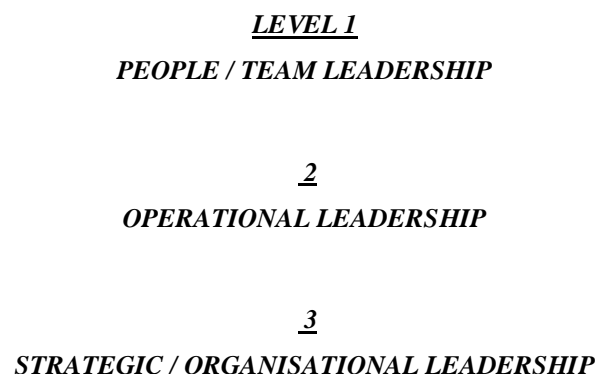 LEVEL 1
PEOPLE / TEAM LEADERSHIP
2
OPERATIONAL LEADERSHIP
3
STRATEGIC / ORGANISATIONAL LEADERSHIP